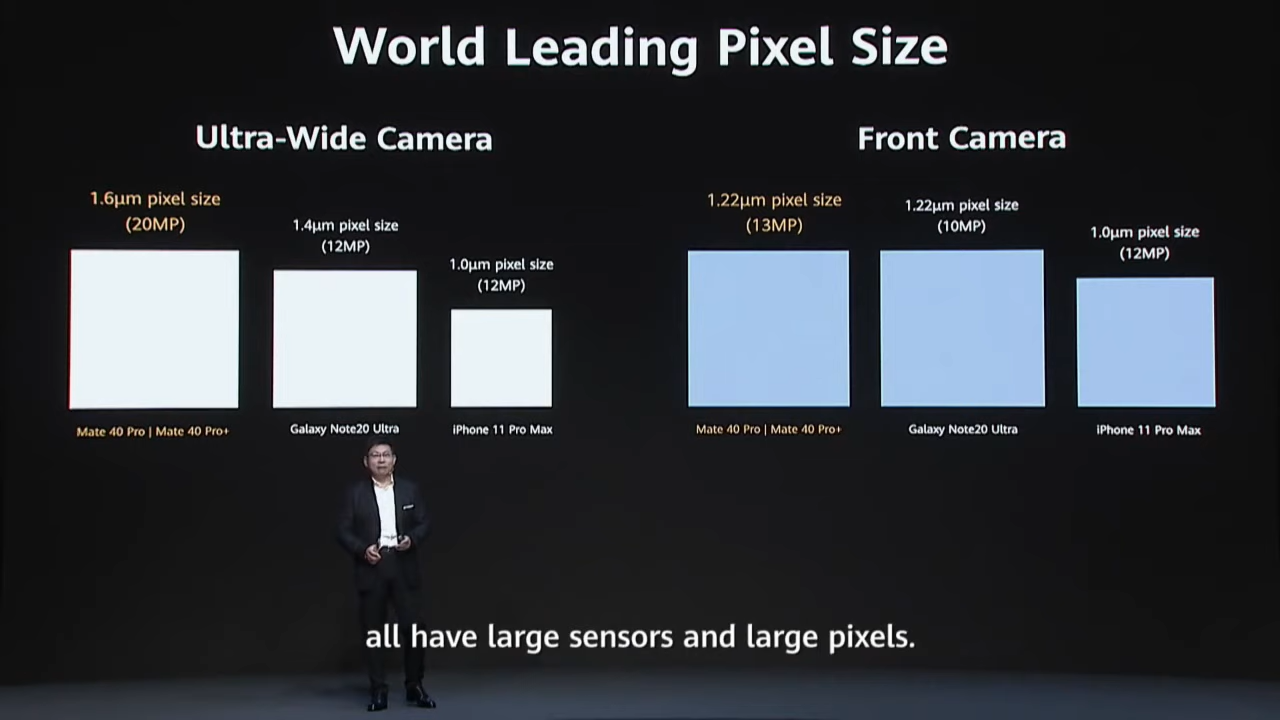 World Leading Pixel Size
Ultra-Wide Camera
1.6μm pixel size
(20MP)
1.4μm pixel size
(12MP)
1.0μm pixel size
(12MP)
Mate 40 Pro | Mate 40 Pro+
Galaxy Note20 Ultra
iPhone 11 Pro Max
Front Camera
1.22μm pixel size
(13MP)
1.22μm pixel size
(10MP)
1.0μm pixel size
(12MP)
Mate 40 Pro | Mate 40 Pro+
Galaxy Note20 Ultra
iPhone 11 Pro Max
all have large sensors and large pixels.